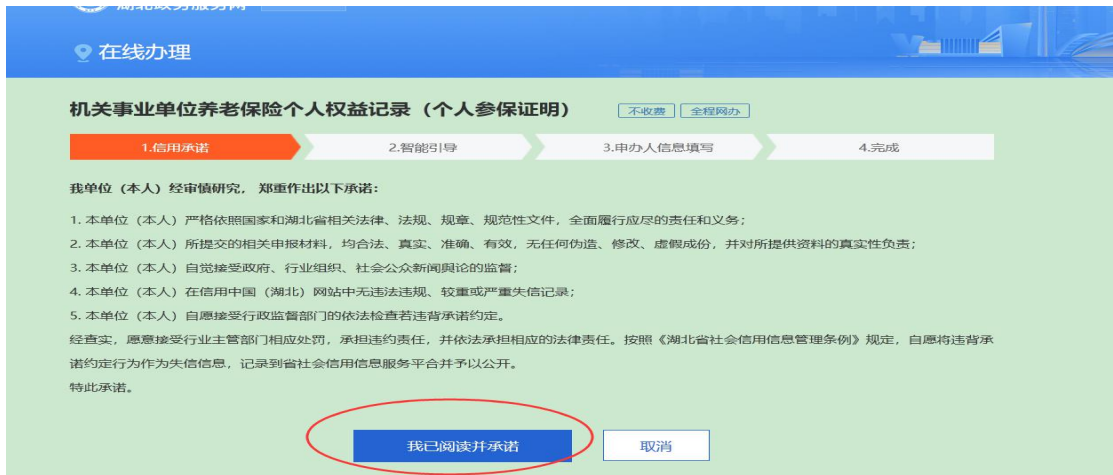 湖北政务服务网
在线办理
机关事业单位养老保险个人权益记录（个人参保证明） 不收费 全程网办
1.信用承诺 2.智能引导 3.申办人信息填写 4.完成
我单位（本人）经审慎研究， 郑重作出以下承诺：
1. 本单位（本人）严格依照国家和湖北省相关法律、法规、规章、规范性文件，全面履行应尽的责任和义务；
2. 本单位（本人）所提交的相关申报材料，均合法、真实、准确、有效，无任何伪造、修改、虚假成份，并对所提供资料的真实性负责；
3. 本单位（本人）自觉接受政府、行业组织、社会公众新闻舆论的监督；
4. 本单位（本人）在信用中国（湖北）网站中无违法违规、较重或严重失信记录；
5. 本单位（本人）自愿接受行政监督部门的依法检查若违背承诺约定。
经查实，愿意接受行业主管部门相应处罚，承担违约责任，并依法承担相应的法律责任。按照《湖北省社会信用信息管理条例》规定，自愿将违背承
诺约定行为作为失信信息，记录到省社会信用信息服务平台并予以公开。
特此承诺。
我已阅读并承诺 取消